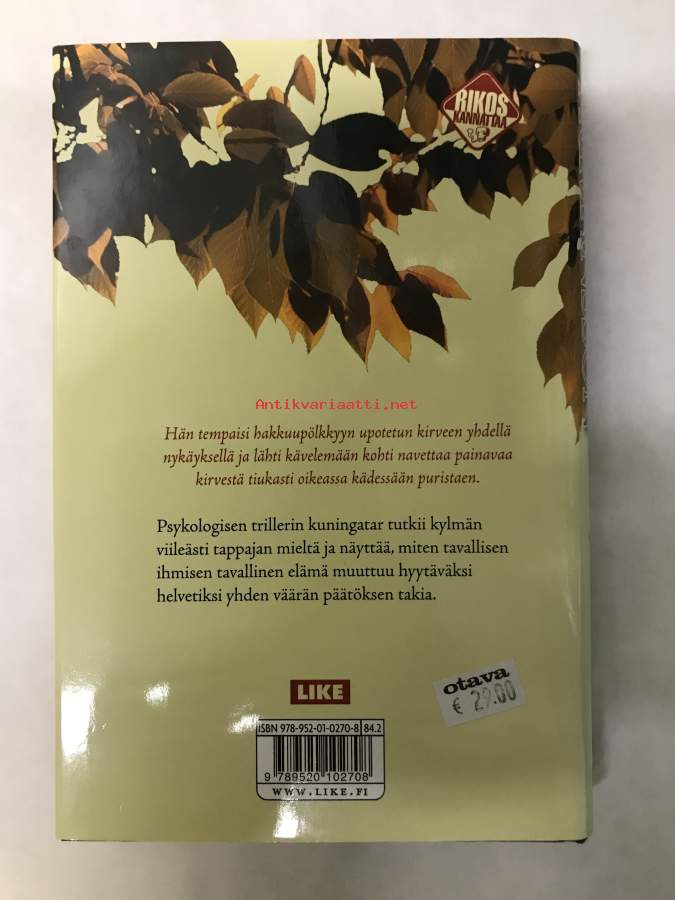 RIKOS
KANNATTAA
Antikvariaatti.net
Hän tempaisi hakkuupölkkyyn upotetun kirveen yhdellä
nykäyksellä ja lähti kävelemään kohti navettaa painavaa
kirvestä tiukasti oikeassa kädessään puristaen.
Psykologisen trillerin kuningatar tutkii kylmän
viileästi tappajan mieltä ja näyttää, miten tavallisen
ihmisen tavallinen elämä muuttuu hyytäväksi
helvetiksi yhden väärän päätöksen takia.
LIKE
otava
€ 29.00
ISBN 978-952-01-0270-8 84.2
9 789520 102708
WWW.LIKE.FI